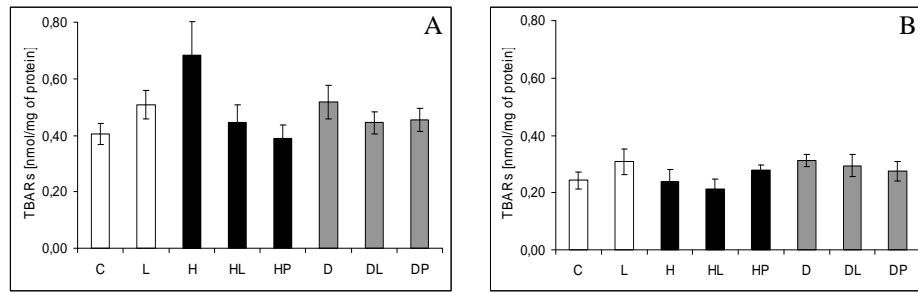 A
TBARs [nmol/mg of protein]
0,80
0,60
0,40
0,20
0,00
C L H HL HP D DL DP
B
TBARs [nmol/mg of protein]
0,80
0,60
0,40
0,20
0,00
C L H HL HP D DL DP